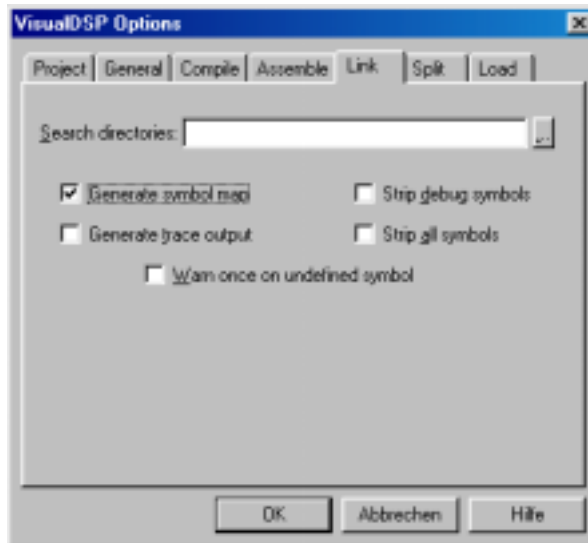 VisualDSP Options
Project General Compile Assemble Link Split Load
Search directories: ...
Generate symbol map Strip debug symbols
Generate trace output Strip all symbols
Warn once on undefined symbol
OK Abbrechen Hilfe